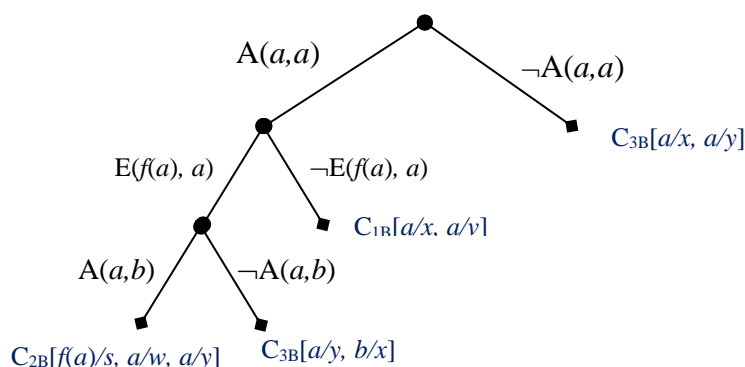 A(a,a)
¬A(a,a)
C3B[a/x, a/y]
E(f(a), a)
¬E(f(a), a)
C1B[a/x, a/v]
A(a,b)
¬A(a,b)
C2B[f(a)/s, a/w, a/y]
C3B[a/y, b/x]